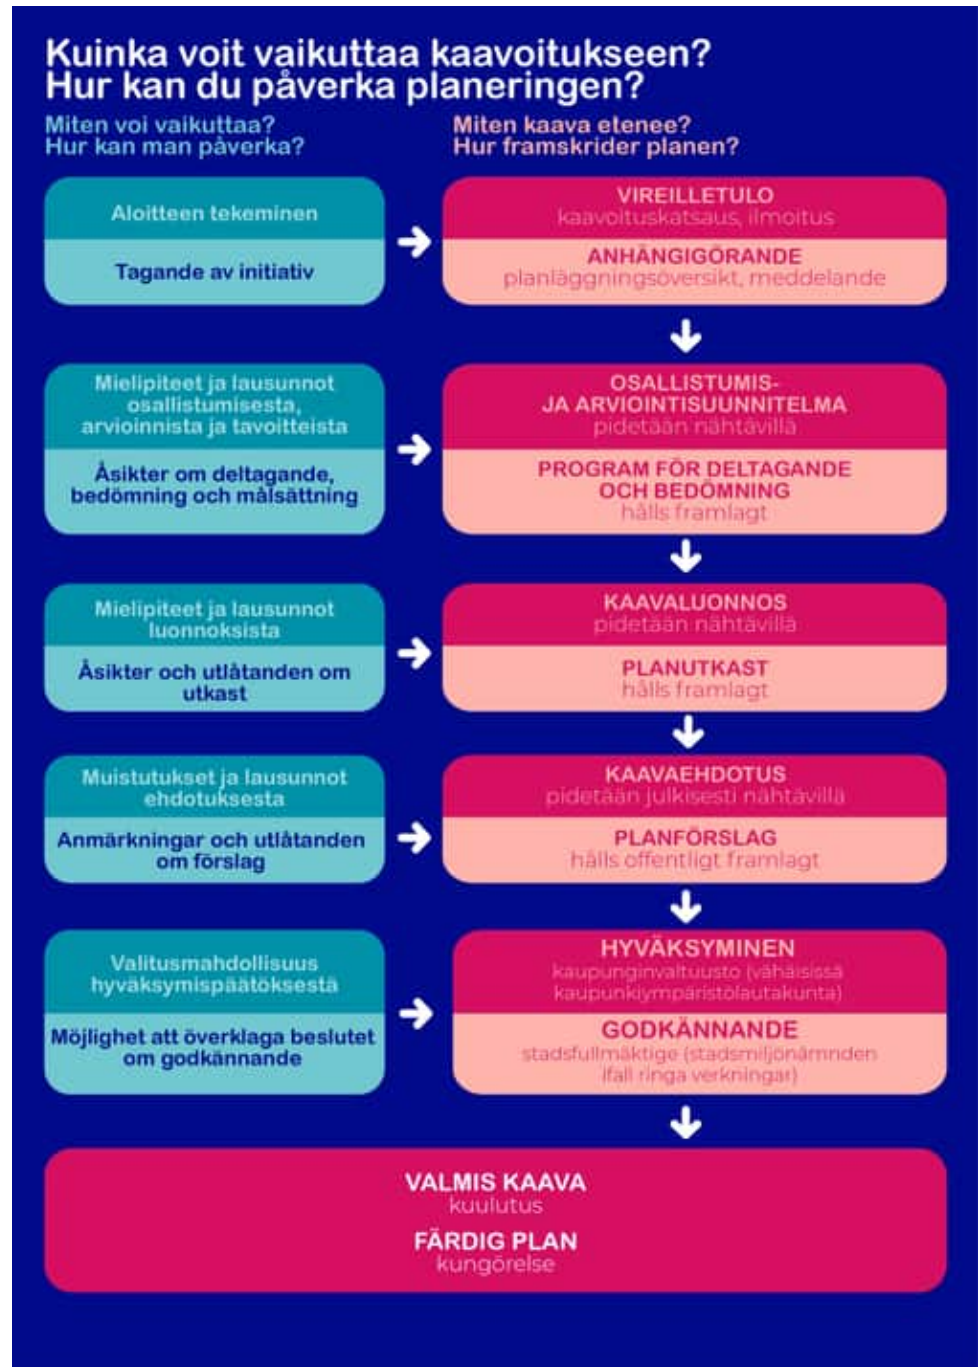 Kuinka voit vaikuttaa kaavoitukseen?
Hur kan du påverka planeringen?
Miten voi vaikuttaa?
Hur kan man påverka?
Miten kaava etenee?
Hur framskrider planen?
Aloitteen tekeminen
Tagande av initiativ
VIREILLETULO
kaavoituskatsaus, ilmoitus
ANHÄNGIGÖRANDE
planläggningsöversikt, meddelande
Mielipiteet ja lausunnot
osallistumisesta,
arvioinnista ja tavoitteista
Åsikter om deltagande,
bedömning och målsättning
OSALLISTUMIS-
JA ARVIOINTISUUNNITELMA
pidetään nähtävillä
PROGRAM FÖR DELTAGANDE
OCH BEDÖMNING
hålls framlagt
Mielipiteet ja lausunnot
luonnoksista
Åsikter och utlåtanden om
utkast
KAAVALUONNOS
pidetään nähtävillä
PLANUTKAST
hålls framlagt
Muistutukset ja lausunnot
ehdotuksesta
Anmärkningar och utlåtanden
om förslag
KAAVAEHDOTUS
pidetään julkisesti nähtävillä
PLANFÖRSLAG
hålls offentligt framlagt
Valitusmahdollisuus
hyväksymispäätöksestä
Möjlighet att överklaga beslutet
om godkännande
HYVÄKSYMINEN
kaupunginvaltuusto (vähäisissä
kaupunkiympäristölautakunta)
GODKÄNNANDE
stadsfullmäktige (stadsmiljönämnden
ifall ringa verkningar)
VALMIS KAAVA
kuulutus
FÄRDIG PLAN
kungörelse